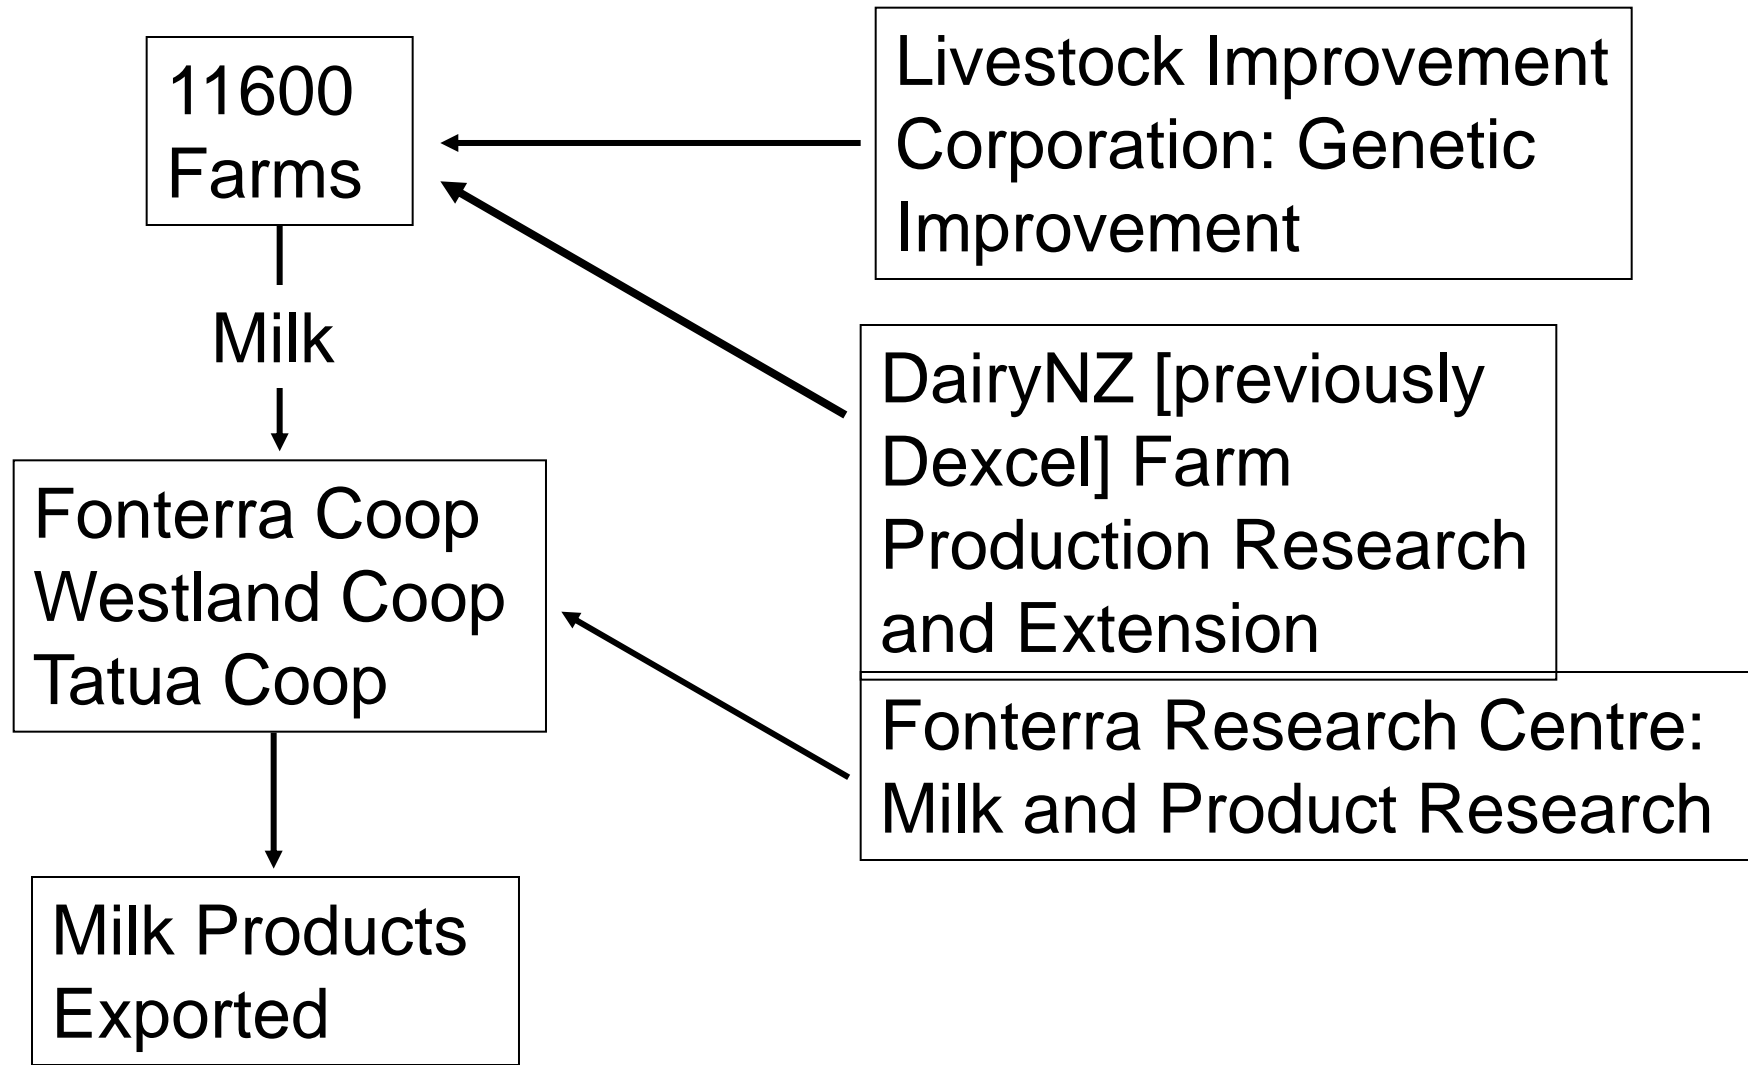 11600
Farms
Milk
Fonterra Coop
Westland Coop
Tatua Coop
Milk Products
Exported
Livestock Improvement
Corporation: Genetic
Improvement
DairyNZ [previously
Dexcel] Farm
Production Research
and Extension
Fonterra Research Centre:
Milk and Product Research